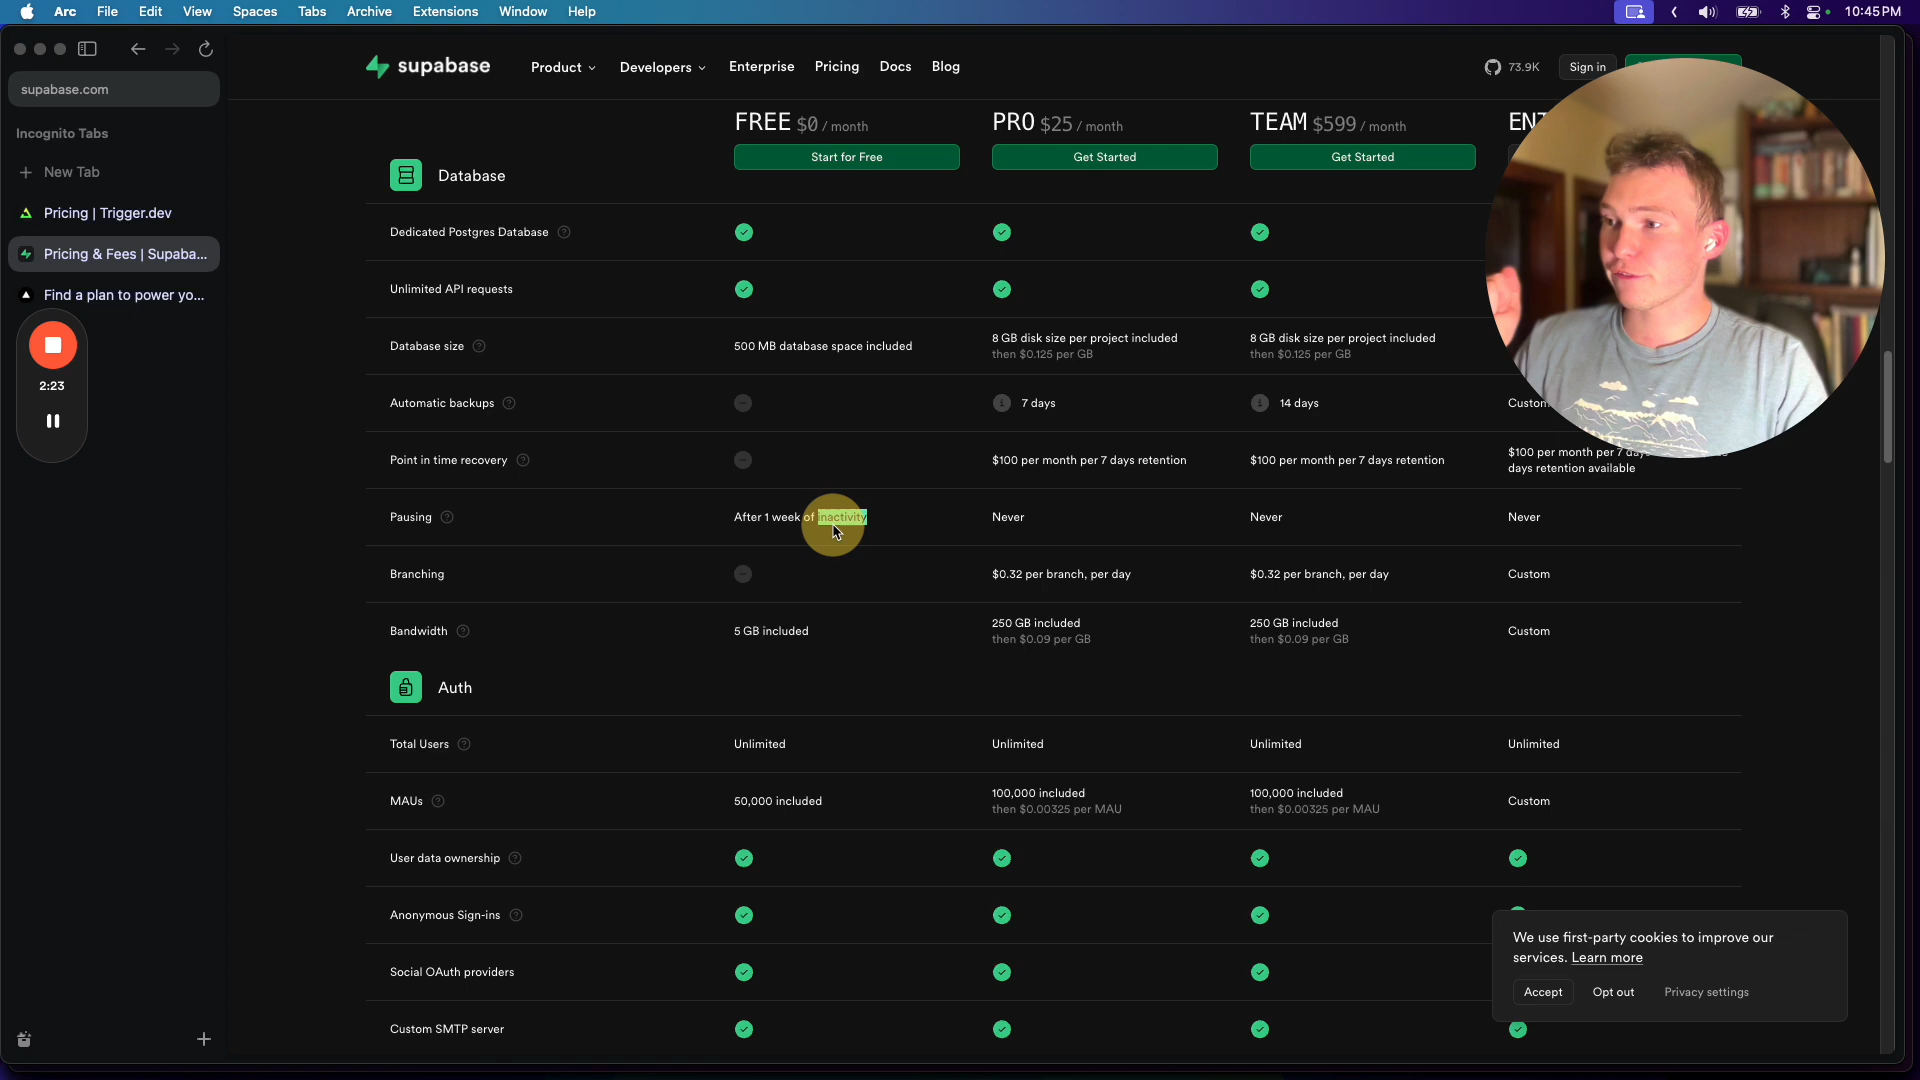 Arc File Edit View Spaces Tabs Archive Extensions Window Help
10:45 PM
supabase.com
Incognito Tabs
New Tab
Pricing | Trigger.dev
Pricing & Fees | Supaba...
Find a plan to power yo...
2:23
supabase
Product
Developers
Enterprise
Pricing
Docs
Blog
73.9K
Sign in
FREE $0 / month
PRO $25 / month
TEAM $599 / month
Start for Free
Get Started
Get Started
Database
Dedicated Postgres Database
Unlimited API requests
Database size
500 MB database space included
8 GB disk size per project included
then $0.125 per GB
8 GB disk size per project included
then $0.125 per GB
Automatic backups
7 days
14 days
Point in time recovery
$100 per month per 7 days retention
$100 per month per 7 days retention
$100 per month per 7
days retention available
Pausing
After 1 week of inactivity
Never
Never
Never
Branching
$0.32 per branch, per day
$0.32 per branch, per day
Custom
Bandwidth
5 GB included
250 GB included
then $0.09 per GB
250 GB included
then $0.09 per GB
Custom
Auth
Total Users
Unlimited
Unlimited
Unlimited
Unlimited
MAUs
50,000 included
100,000 included
then $0.00325 per MAU
100,000 included
then $0.00325 per MAU
Custom
User data ownership
Anonymous Sign-ins
Social OAuth providers
Custom SMTP server
We use first-party cookies to improve our
services. Learn more
Accept
Opt out
Privacy settings